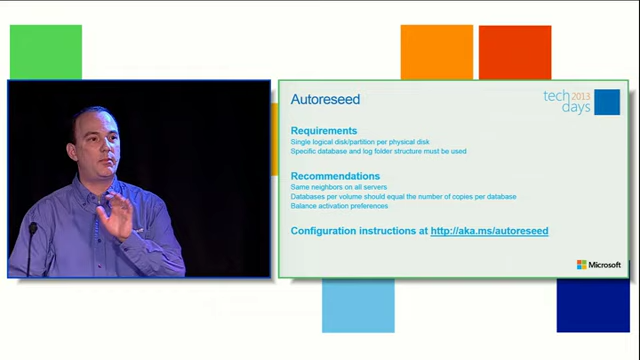 Autoreseed
tech 2013
days
Requirements
Single logical disk/partition per physical disk
Specific database and log folder structure must be used
Recommendations
Same neighbors on all servers
Databases per volume should equal the number of copies per database
Balance activation preferences
Configuration instructions at http://aka.ms/autoreseed
Microsoft